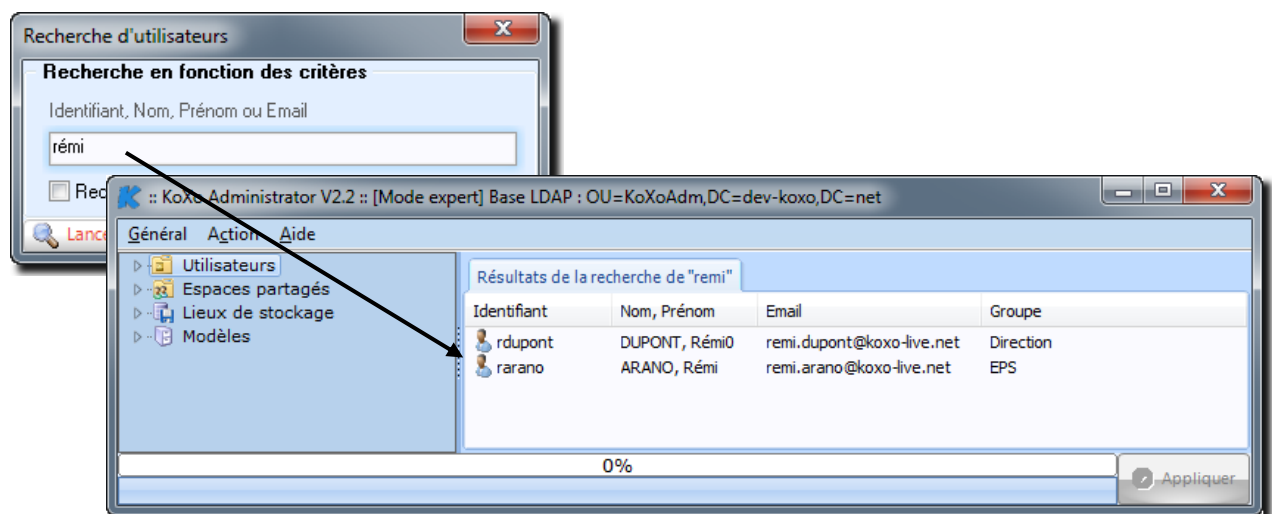 Recherche d'utilisateurs
Recherche en fonction des critères
Identifiant, Nom, Prénom ou Email
rémi
:: KoXo Administrator V2.2 :: [Mode expert] Base LDAP : OU=KoXoAdm,DC=dev-koxo,DC=net
Général Action Aide
Utilisateurs
Espaces partagés
Lieux de stockage
Modèles
Résultats de la recherche de "remi"
Identifiant Nom, Prénom Email Groupe
rdupont DUPONT, Rémi0 remi.dupont@koxo-live.net Direction
rarano ARANO, Rémi remi.arano@koxo-live.net EPS
0%
Appliquer